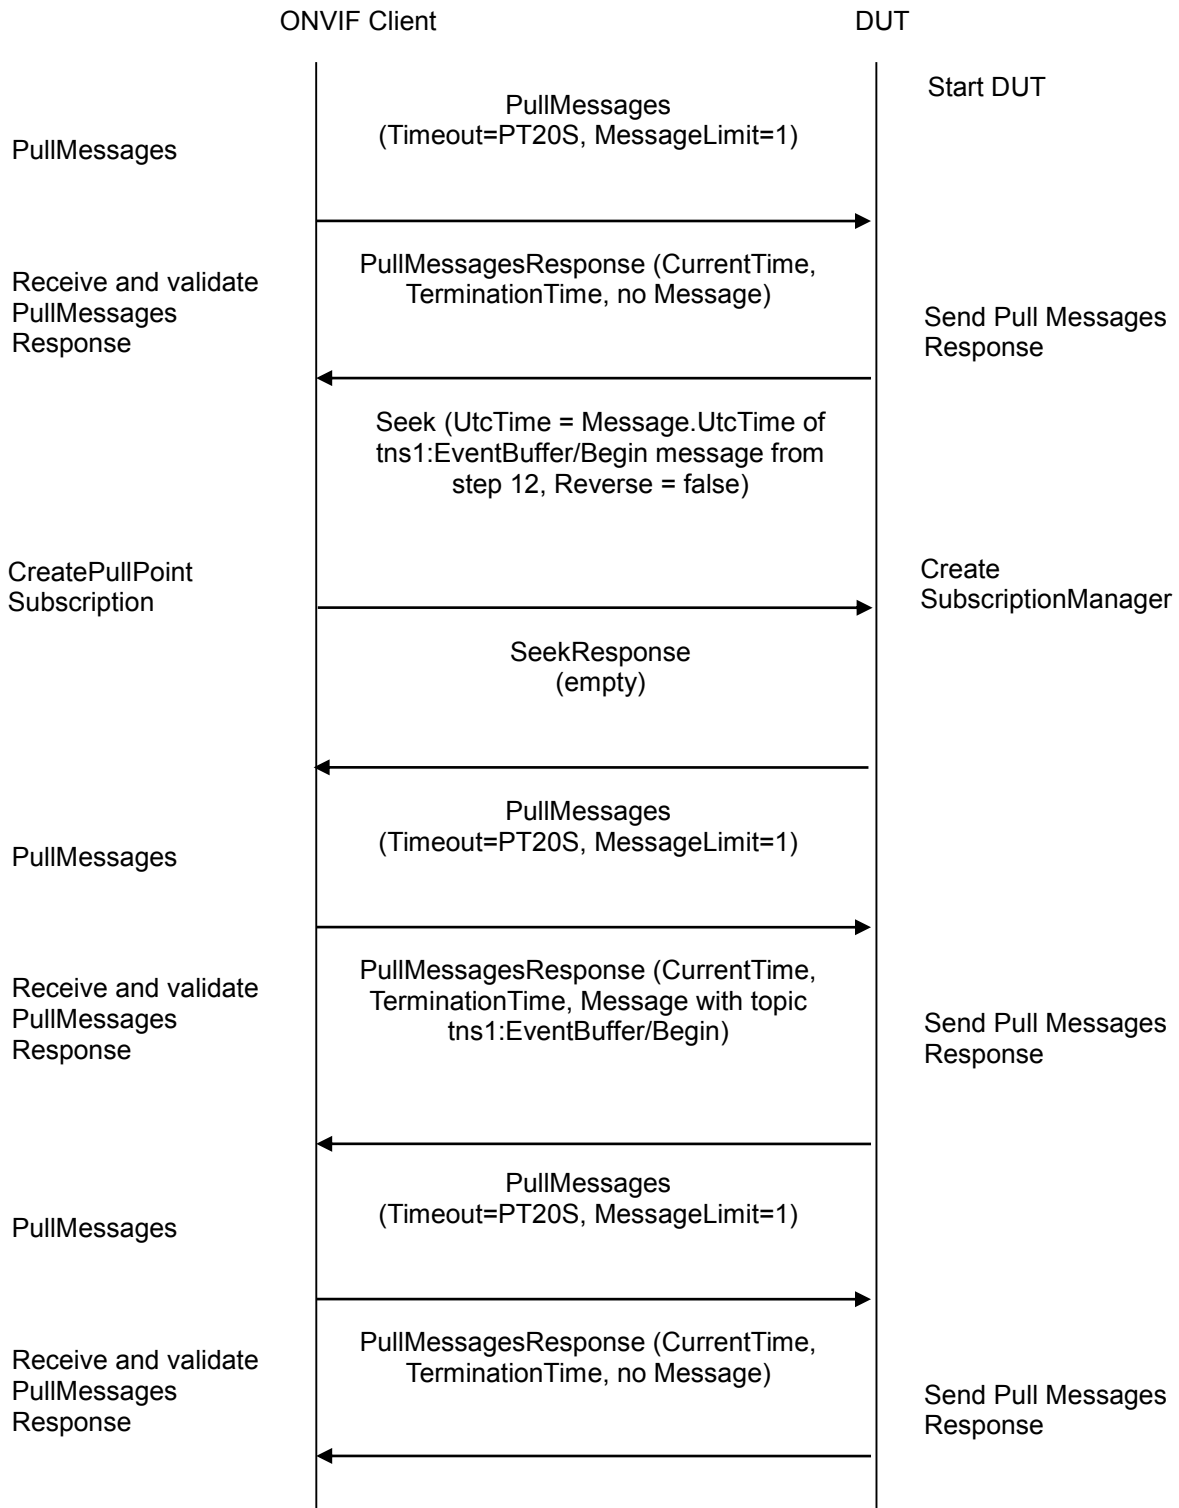 ONVIF Client
DUT
Start DUT
PullMessages
(Timeout=PT20S, MessageLimit=1)
PullMessages
PullMessagesResponse (CurrentTime,
TerminationTime, no Message)
Receive and validate
PullMessages
Response
Send Pull Messages
Response
Seek (UtcTime = Message.UtcTime of
tns1:EventBuffer/Begin message from
step 12, Reverse = false)
CreatePullPoint
Subscription
Create
SubscriptionManager
SeekResponse
(empty)
PullMessages
(Timeout=PT20S, MessageLimit=1)
PullMessages
PullMessagesResponse (CurrentTime,
TerminationTime, Message with topic
tns1:EventBuffer/Begin)
Receive and validate
PullMessages
Response
Send Pull Messages
Response
PullMessages
(Timeout=PT20S, MessageLimit=1)
PullMessages
PullMessagesResponse (CurrentTime,
TerminationTime, no Message)
Receive and validate
PullMessages
Response
Send Pull Messages
Response